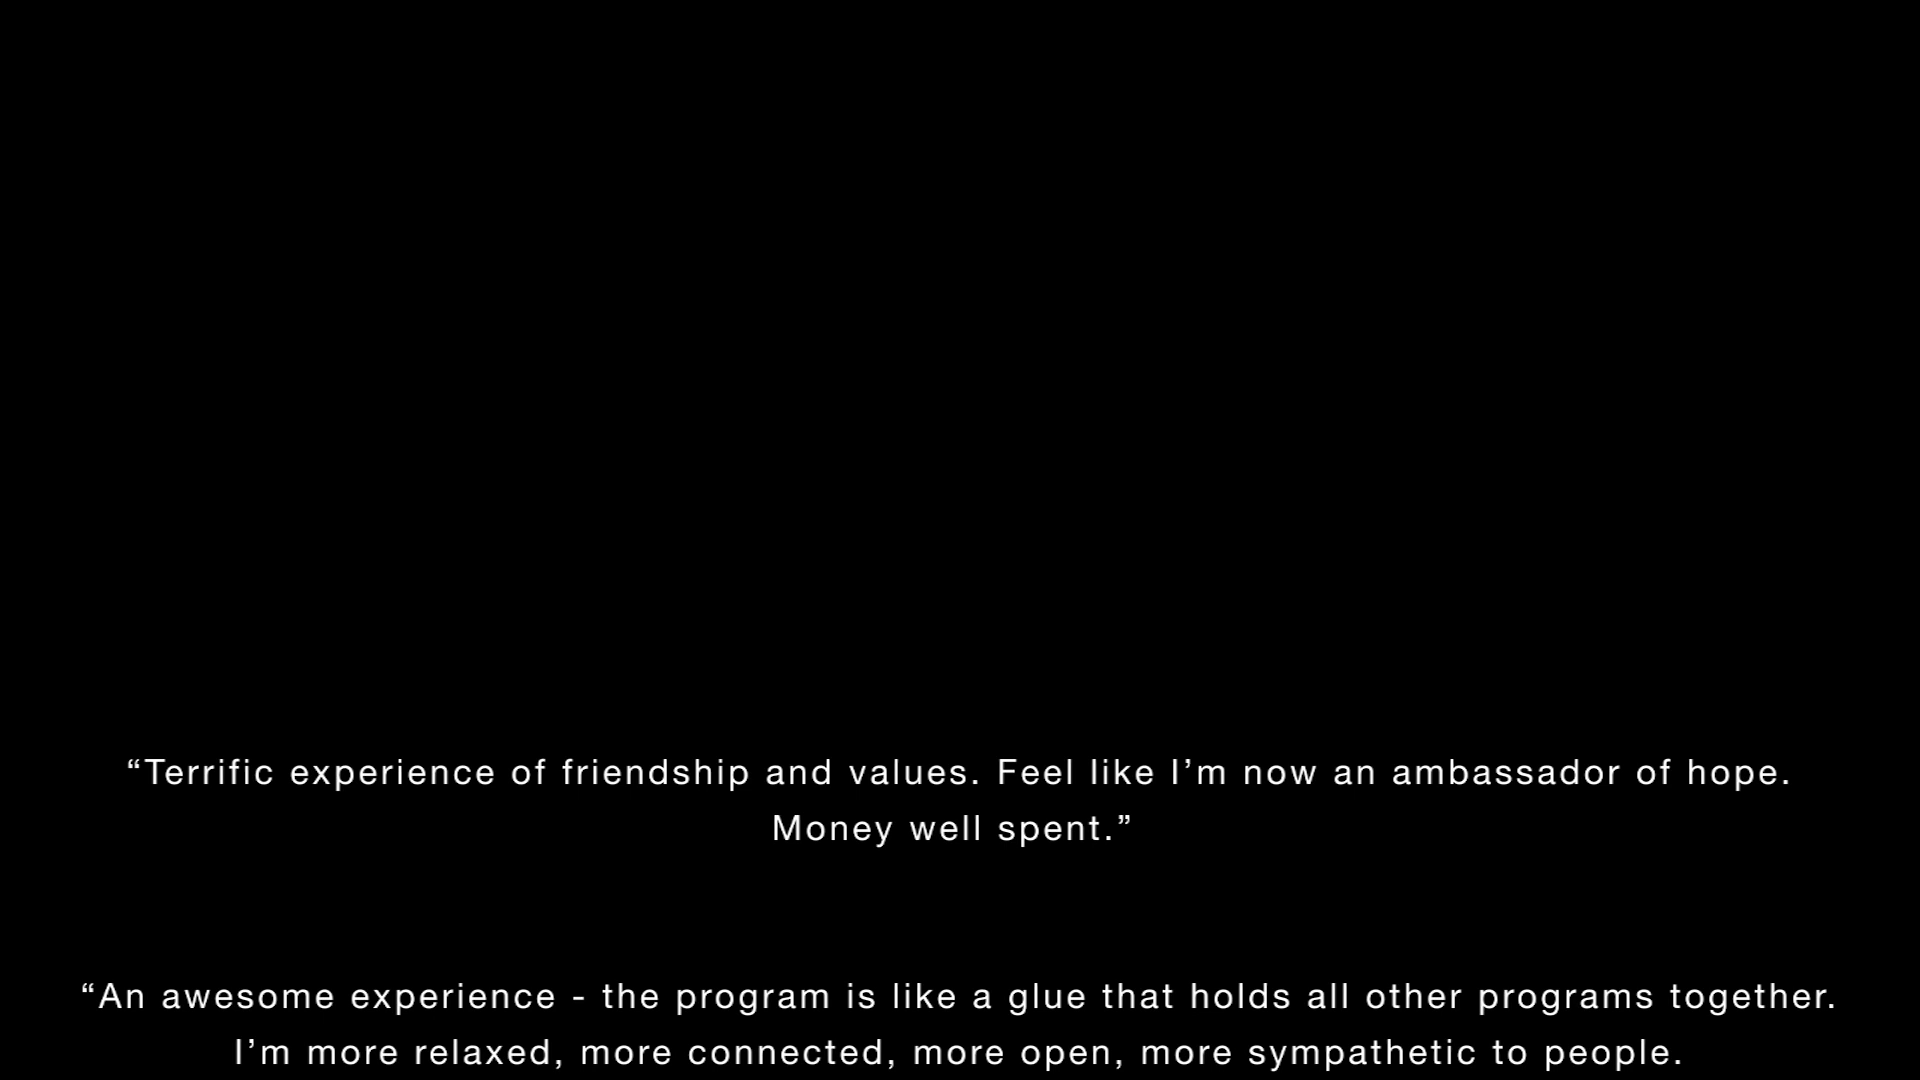 “Terrific experience of friendship and values. Feel like I’m now an ambassador of hope.
Money well spent.”
“An awesome experience - the program is like a glue that holds all other programs together.
I’m more relaxed, more connected, more open, more sympathetic to people.